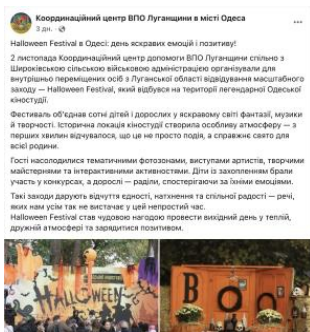 Координаційний центр ВПО Луганщини в місті Одеса
3 дн.
Halloween Festival в Одесі: день яскравих емоцій і позитиву!
2 листопада Координаційний центр допомоги ВПО Луганщини спільно з
Широківською сільською військовою адміністрацією організували для
внутрішньо переміщених осіб з Луганської області відвідування масштабного
заходу — Halloween Festival, який відбувся на території легендарної Одеської
кіностудії.
Фестиваль об'єднав сотні дітей і дорослих у яскравому світі фантазії, музики
й творчості. Історична локація кіностудії створила особливу атмосферу — з
перших хвилин відчувалося, що це не просто подія, а справжнє свято для
всієї родини.
Гості насолодилися тематичними фотозонами, виступами артистів, творчими
майстернями та інтерактивними активностями. Діти із захопленням брали
участь у конкурсах, а дорослі — раділи, спостерігаючи за їхніми емоціями.
Такі заходи дарують відчуття єдності, натхнення та спільної радості — речі,
яких нам усім так не вистачає у цей непростий час.
Halloween Festival став чудовою нагодою провести вихідний день у теплій,
дружній атмосфері та зарядитися позитивом.
HALLOWEEN
BOO